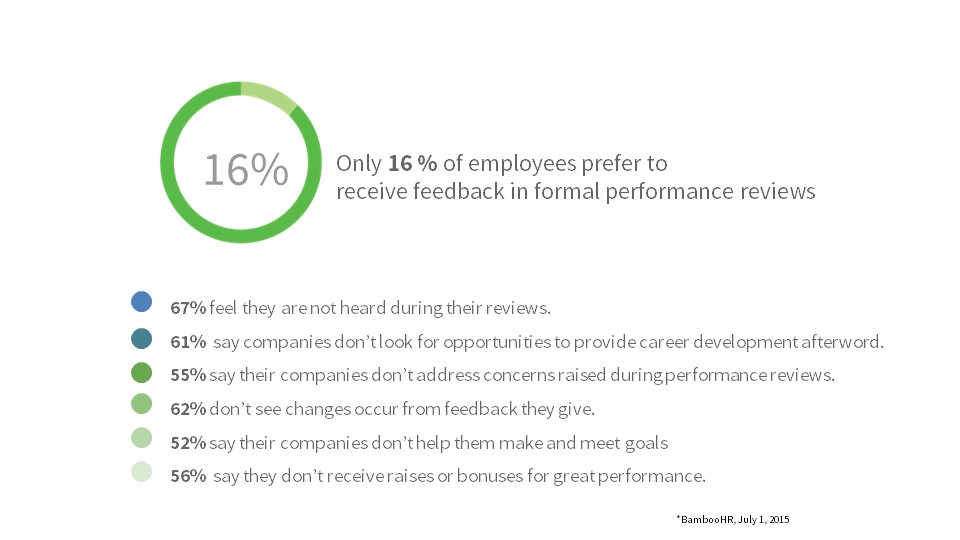 16%
Only 16 % of employees prefer to
receive feedback in formal performance reviews
67% feel they are not heard during their reviews.
61% say companies don't look for opportunities to provide career development afterword.
55% say their companies don't address concerns raised during performance reviews.
62% don't see changes occur from feedback they give.
52% say their companies don't help them make and meet goals
56% say they don't receive raises or bonuses for great performance.
*BambooHR, July 1, 2015